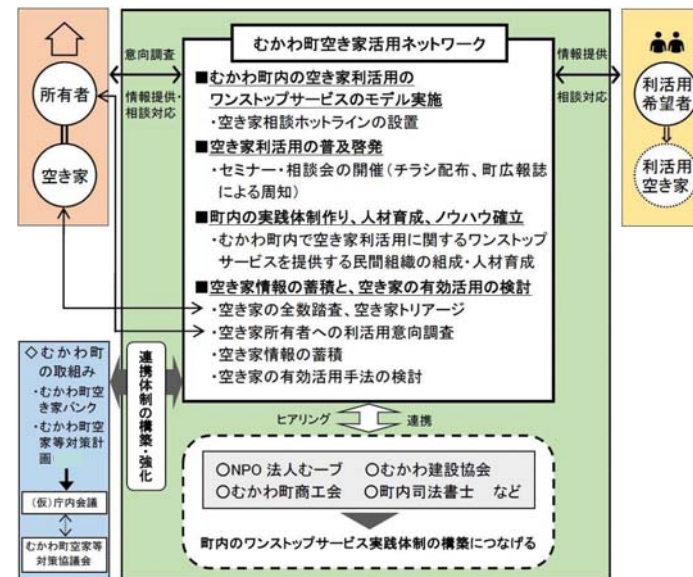 所有者
空き家
意向調査
情報提供・
相談対応
むかわ町空き家活用ネットワーク
■むかわ町内の空き家利活用の
ワンストップサービスのモデル実施
・空き家相談ホットラインの設置
■空き家利活用の普及啓発
・セミナー・相談会の開催(チラシ配布、町広報誌
による周知)
■町内の実践体制作り、人材育成、ノウハウ確立
・むかわ町内で空き家利活用に関するワンストップ
サービスを提供する民間組織の組成・人材育成
■空き家情報の蓄積と、空き家の有効活用の検討
・空き家の全数踏査、空き家トリアージ
・空き家所有者への利活用意向調査
・空き家情報の蓄積
・空き家の有効活用手法の検討
情報提供
相談対応
利活用
希望者
利活用
空き家
◇むかわ町
の取組み
・むかわ町空
き家バンク
・むかわ町空
家等対策計
画
(仮)庁内会議
むかわ町空家等
対策協議会
連携体制の構築・強化
ヒアリング
連携
○NPO 法人むーブ ○むかわ建設協会
○むかわ町商工会 ○町内司法書士 など
町内のワンストップサービス実践体制の構築につなげる